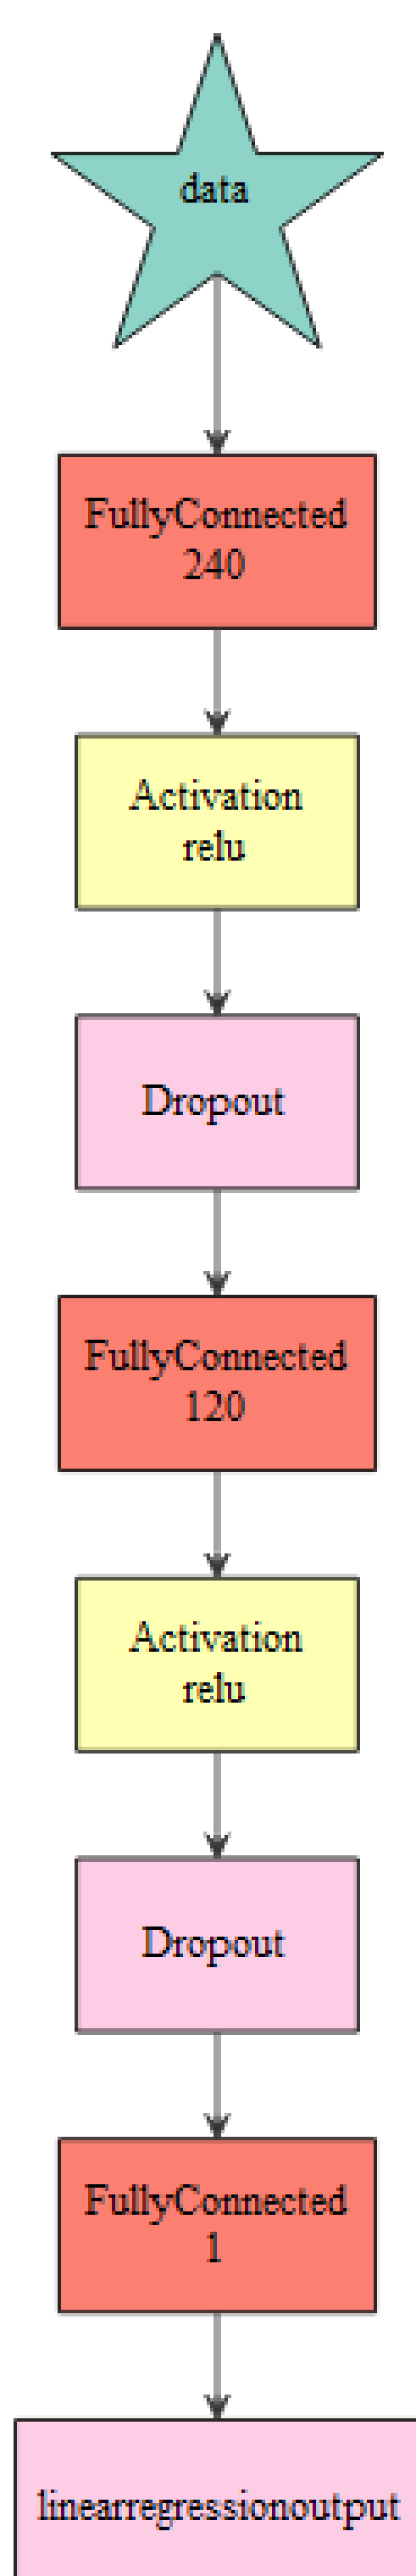 data
FullyConnected
240
Activation
relu
Dropout
FullyConnected
120
Activation
relu
Dropout
FullyConnected
1
linearregressionoutput